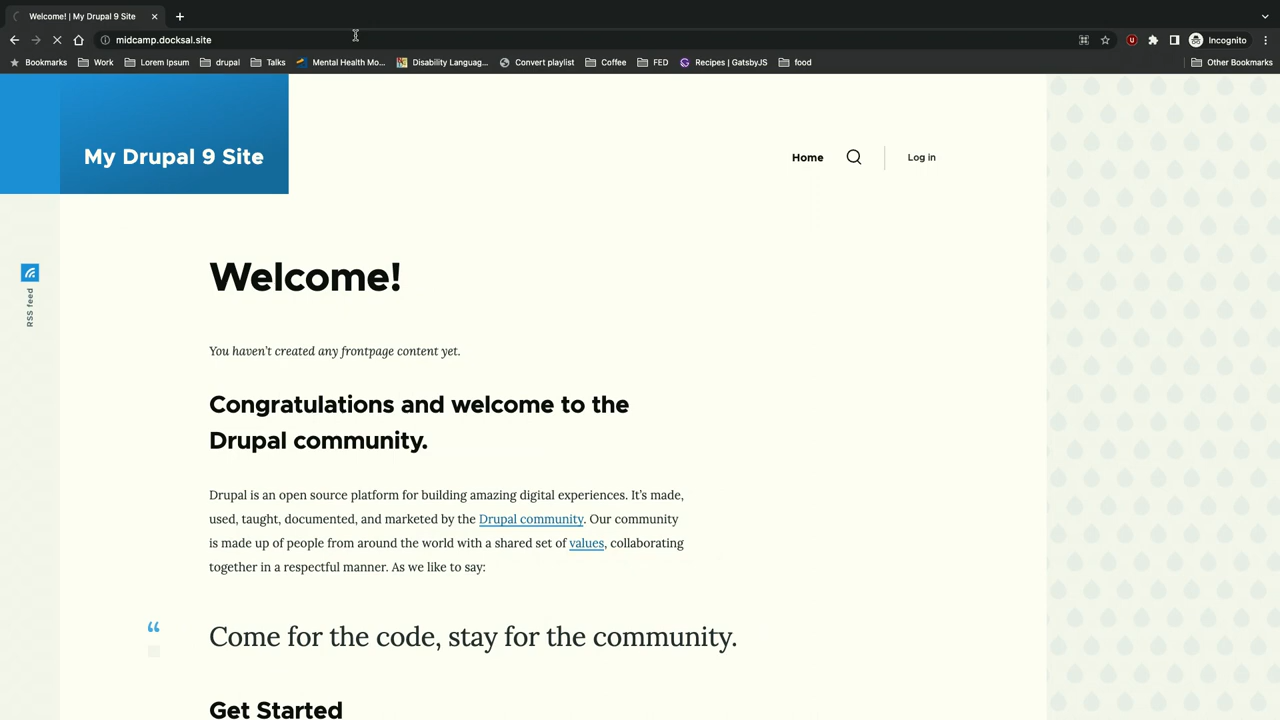 Welcome! | My Drupal 9 Site
midcamp.docksal.site
Incognito
Bookmarks Work Lorem Ipsum drupal Talks Mental Health Mo... Disability Languag... Convert playlist Coffee FED Recipes | GatsbyJS food Other Bookmarks
My Drupal 9 Site
Home
Log in
RSS feed
Welcome!
You haven’t created any frontpage content yet.
Congratulations and welcome to the
Drupal community.
Drupal is an open source platform for building amazing digital experiences. It’s made,
used, taught, documented, and marketed by the Drupal community. Our community
is made up of people from around the world with a shared set of values, collaborating
together in a respectful manner. As we like to say:
“
Come for the code, stay for the community.
Get Started